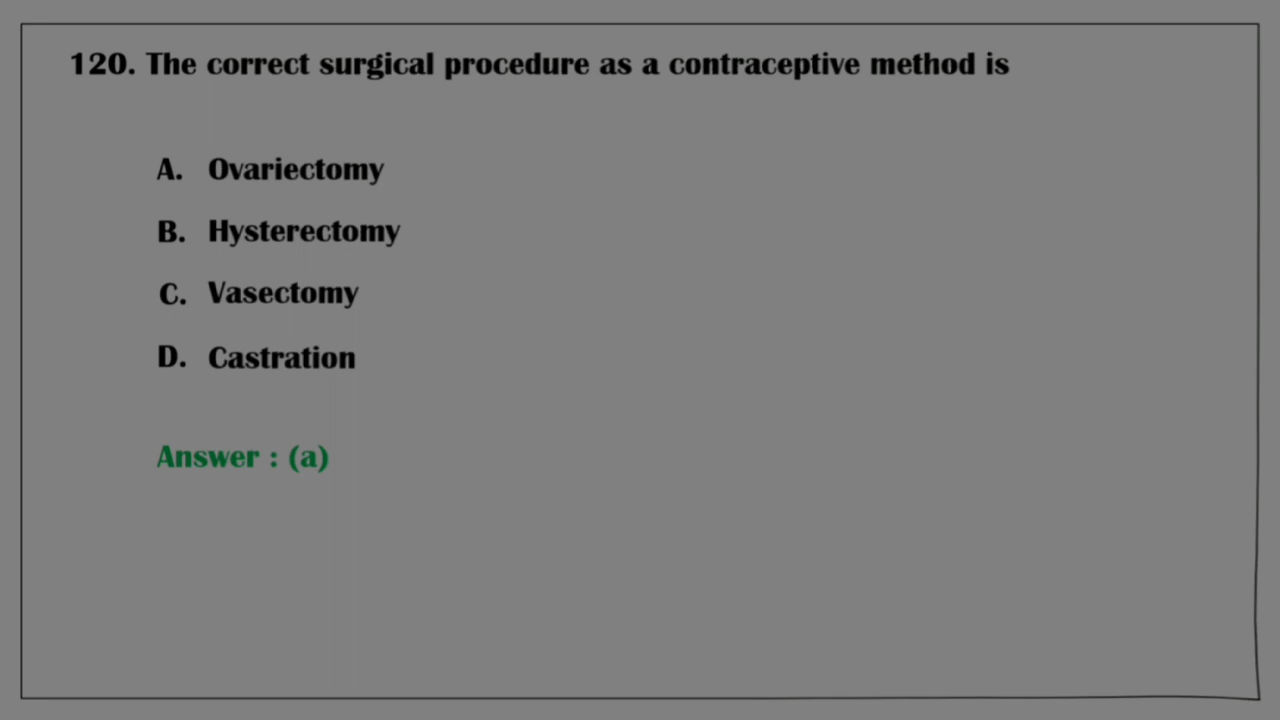 120. The correct surgical procedure as a contraceptive method is
A. Ovariectomy
B. Hysterectomy
C. Vasectomy
D. Castration
Answer : (a)